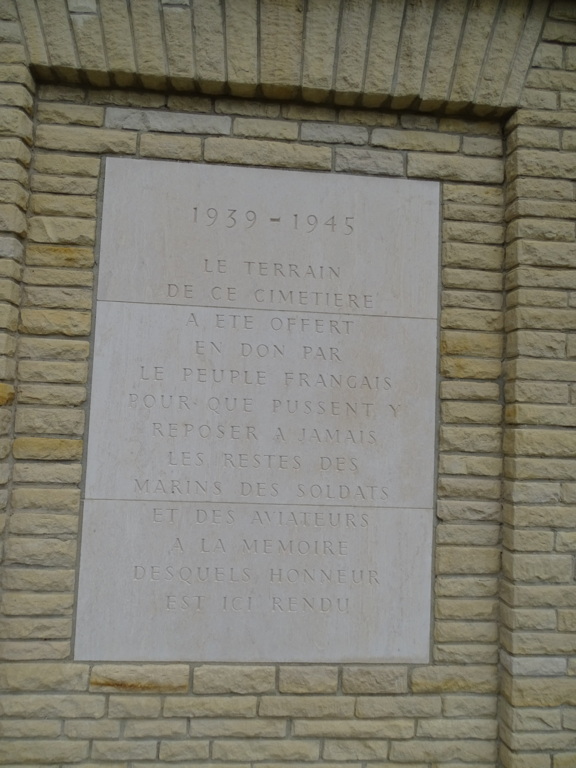 1939 - 1945
LE TERRAIN
DE CE CIMETIERE
A ETE OFFERT
EN DON PAR
LE PEUPLE FRANCAIS
POUR QUE PUSSENT Y
REPOSER A JAMAIS
LES RESTES DES
MARINS DES SOLDATS
ET DES AVIATEURS
A LA MEMOIRE
DESQUELS HONNEUR
EST ICI RENDU